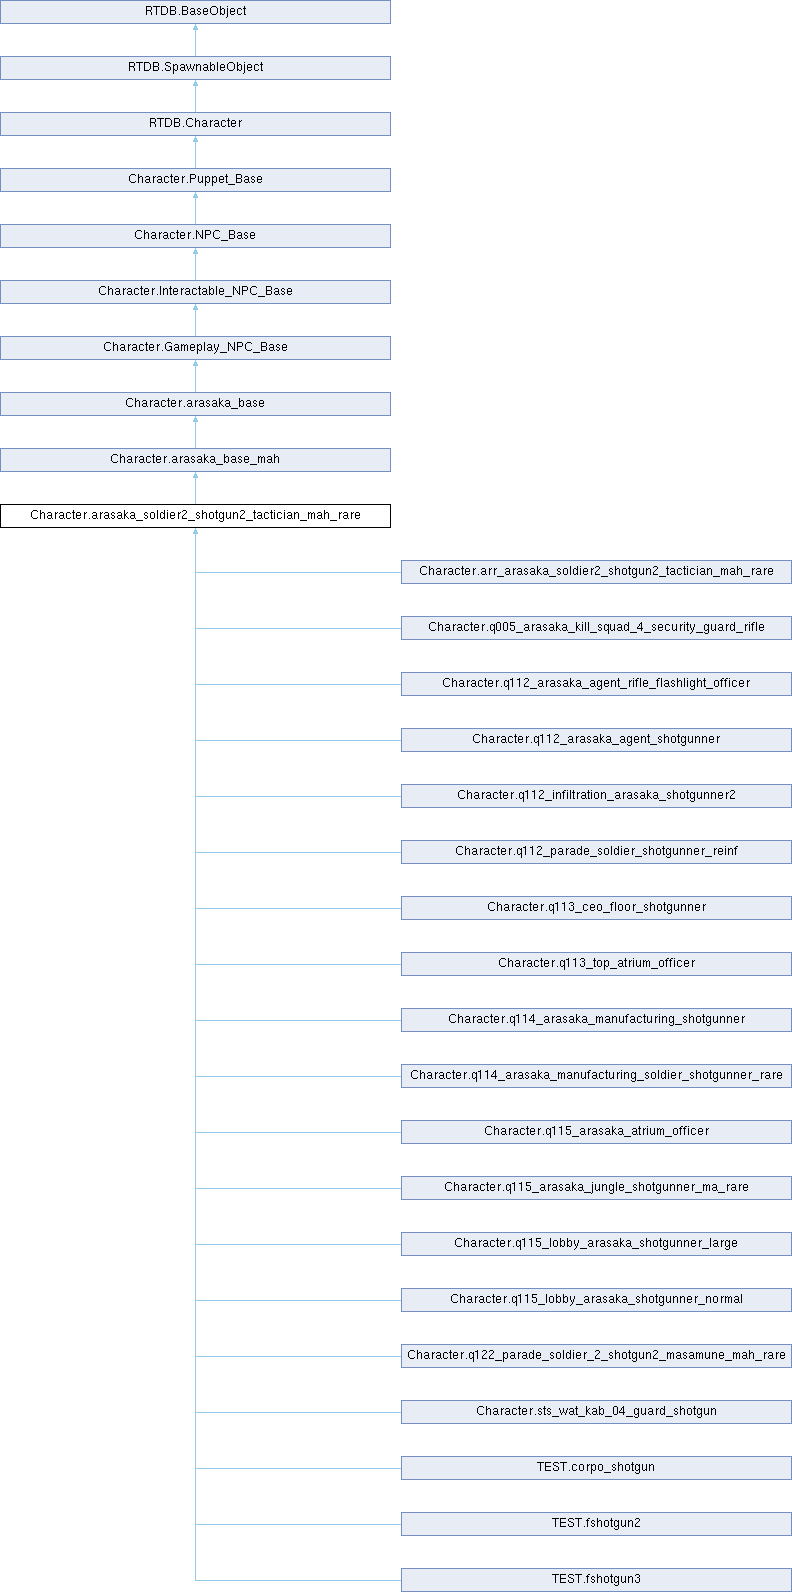 RTDB.BaseObject
RTDB.SpawnableObject
RTDB.Character
Character.Puppet_Base
Character.NPC_Base
Character.Interactable_NPC_Base
Character.Gameplay_NPC_Base
Character.arasaka_base
Character.arasaka_base_mah
Character.arasaka_soldier2_shotgun2_tactician_mah_rare
Character.arr_arasaka_soldier2_shotgun2_tactician_mah_rare
Character.q005_arasaka_kill_squad_4_security_guard_rifle
Character.q112_arasaka_agent_rifle_flashlight_officer
Character.q112_arasaka_agent_shotgunner
Character.q112_infiltration_arasaka_shotgunner2
Character.q112_parade_soldier_shotgunner_reinf
Character.q113_ceo_floor_shotgunner
Character.q113_top_atrium_officer
Character.q114_arasaka_manufacturing_shotgunner
Character.q114_arasaka_manufacturing_soldier_shotgunner_rare
Character.q115_arasaka_atrium_officer
Character.q115_arasaka_jungle_shotgunner_ma_rare
Character.q115_lobby_arasaka_shotgunner_large
Character.q115_lobby_arasaka_shotgunner_normal
Character.q122_parade_soldier_2_shotgun2_masamune_mah_rare
Character.sts_wat_kab_04_guard_shotgun
TEST.corpo_shotgun
TEST.fshotgun2
TEST.fshotgun3